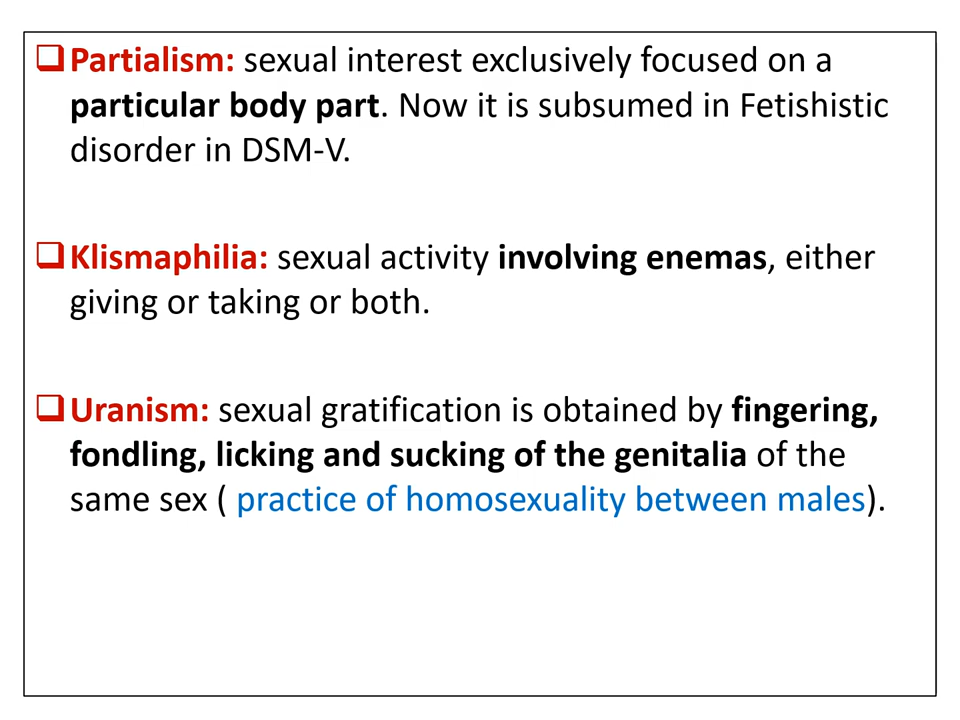 ❑Partialism: sexual interest exclusively focused on a
particular body part. Now it is subsumed in Fetishistic
disorder in DSM-V.
❑Klismaphilia: sexual activity involving enemas, either
giving or taking or both.
❑Uranism: sexual gratification is obtained by fingering,
fondling, licking and sucking of the genitalia of the
same sex ( practice of homosexuality between males).